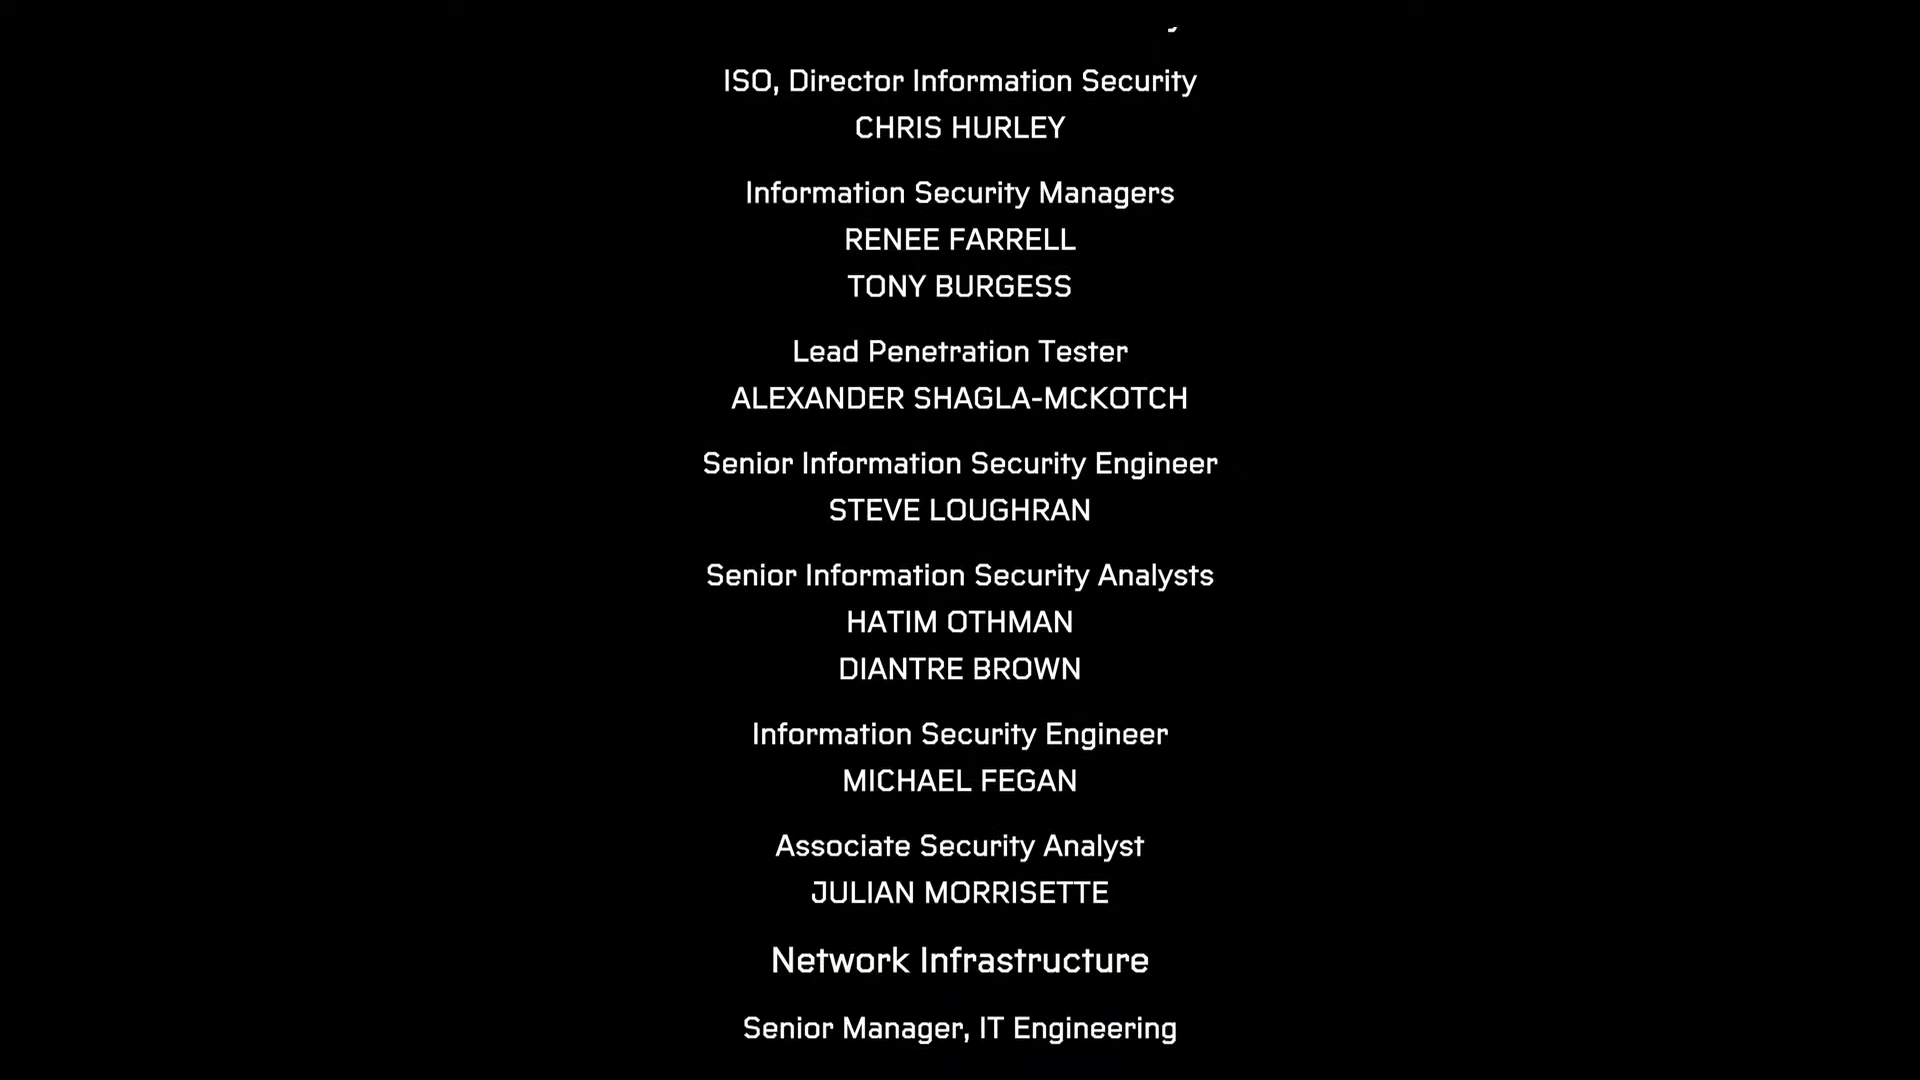 ISO, Director Information Security
CHRIS HURLEY
Information Security Managers
RENEE FARRELL
TONY BURGESS
Lead Penetration Tester
ALEXANDER SHAGLA-MCKOTCH
Senior Information Security Engineer
STEVE LOUGHRAN
Senior Information Security Analysts
HATIM OTHMAN
DIANTRE BROWN
Information Security Engineer
MICHAEL FEGAN
Associate Security Analyst
JULIAN MORRISETTE
Network Infrastructure
Senior Manager, IT Engineering